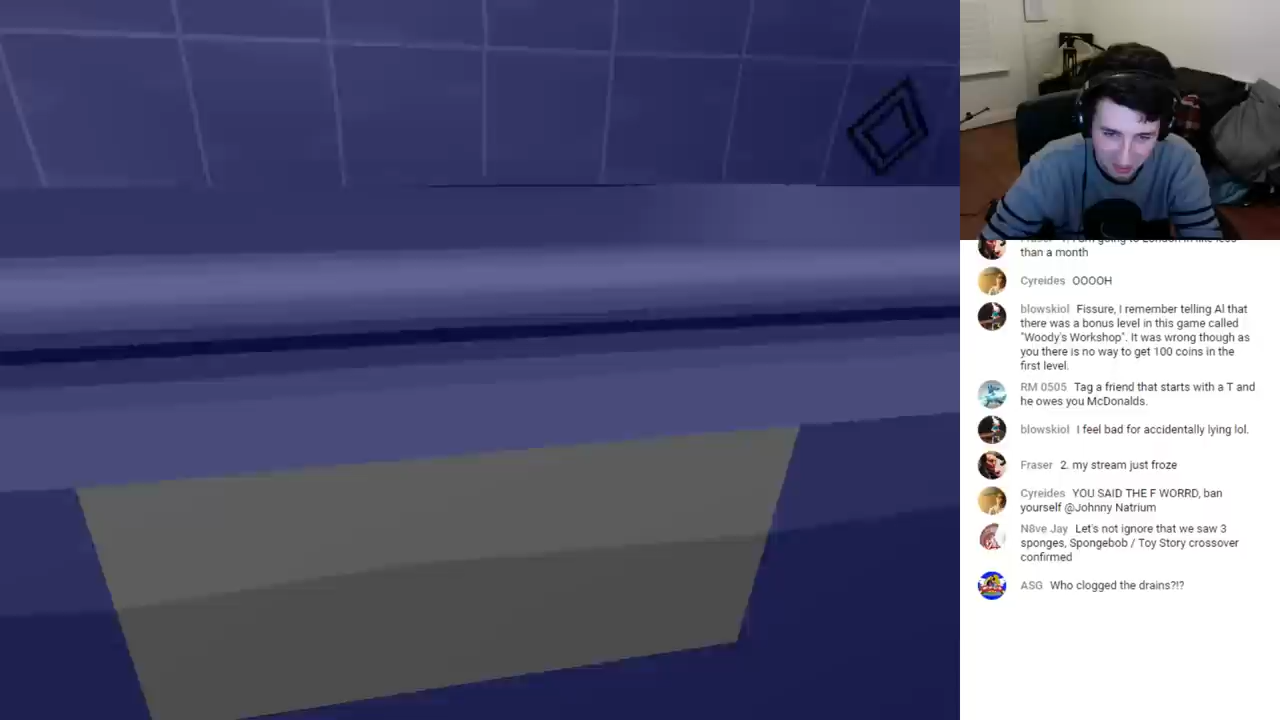 than a month
Cyreides OOOOH
blowskiol Fissure, I remember telling Al that
there was a bonus level in this game called
"Woody's Workshop". It was wrong though as
you there is no way to get 100 coins in the
first level.
RM 0505 Tag a friend that starts with a T and
he owes you McDonalds.
blowskiol I feel bad for accidentally lying lol.
Fraser 2. my stream just froze
Cyreides YOU SAID THE F WORRD, ban
yourself @Johnny Natrium
N8ve Jay Let's not ignore that we saw 3
sponges, Spongebob / Toy Story crossover
confirmed
ASG Who clogged the drains?!?